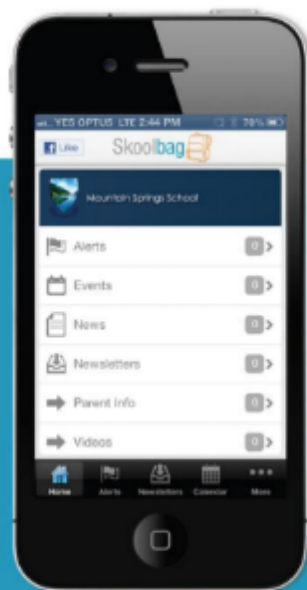 YES OPTUS LTE 2:44 PM 70%
Like Skoolbag
Mountain Springs School
Alerts 0
Events 0
News 0
Newsletters 0
Parent Info 0
Videos 0
Home Alerts Newsletters Calendar More